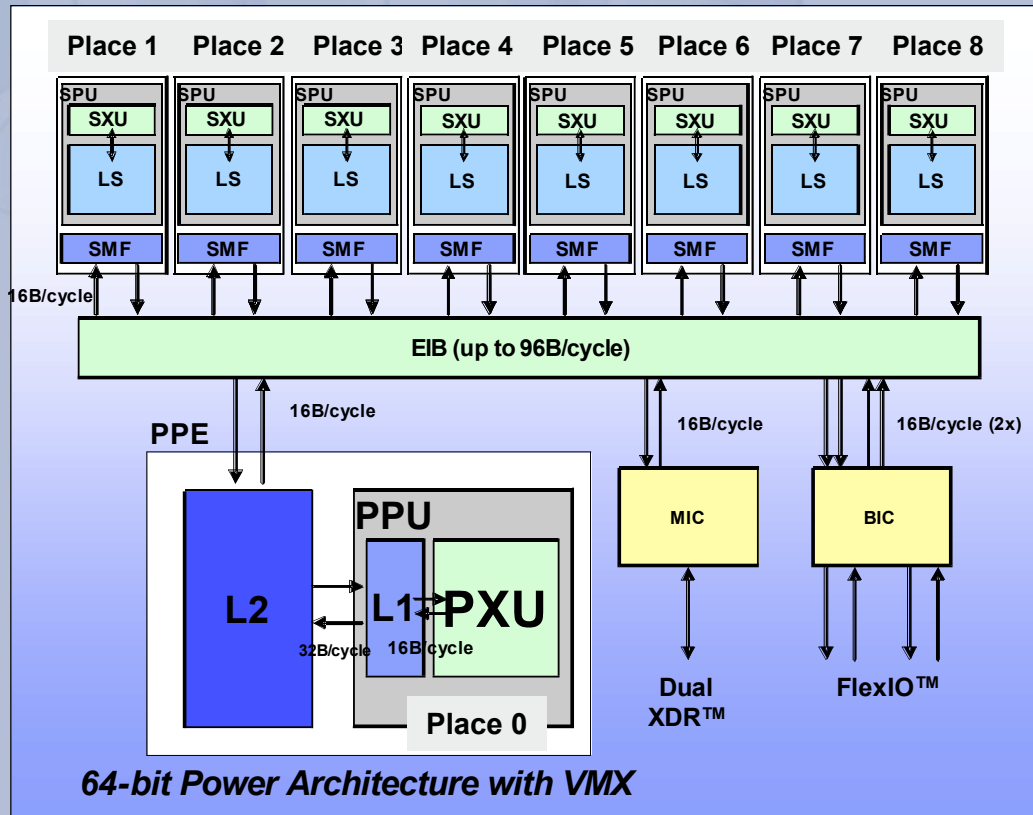 Place 1 Place 2 Place 3 Place 4 Place 5 Place 6 Place 7 Place 8
SPU SPU SPU SPU SPU SPU SPU SPU
SXU SXU SXU SXU SXU SXU SXU SXU
LS LS LS LS LS LS LS LS
SMF SMF SMF SMF SMF SMF SMF SMF
16B/cycle
EIB (up to 96B/cycle)
16B/cycle 16B/cycle 16B/cycle (2x)
PPE
PPU
MIC BIC
L2 L1 PXU
32B/cycle 16B/cycle
Place 0
Dual
XDR™
FlexIO™
64-bit Power Architecture with VMX